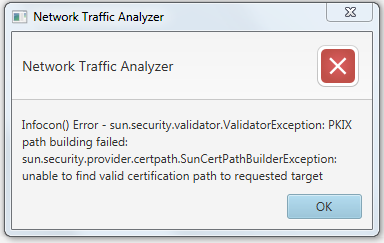 Network Traffic Analyzer
Network Traffic Analyzer
Infocon() Error - sun.security.validator.ValidatorException: PKIX
path building failed:
sun.security.provider.certpath.SunCertPathBuilderException:
unable to find valid certification path to requested target
OK